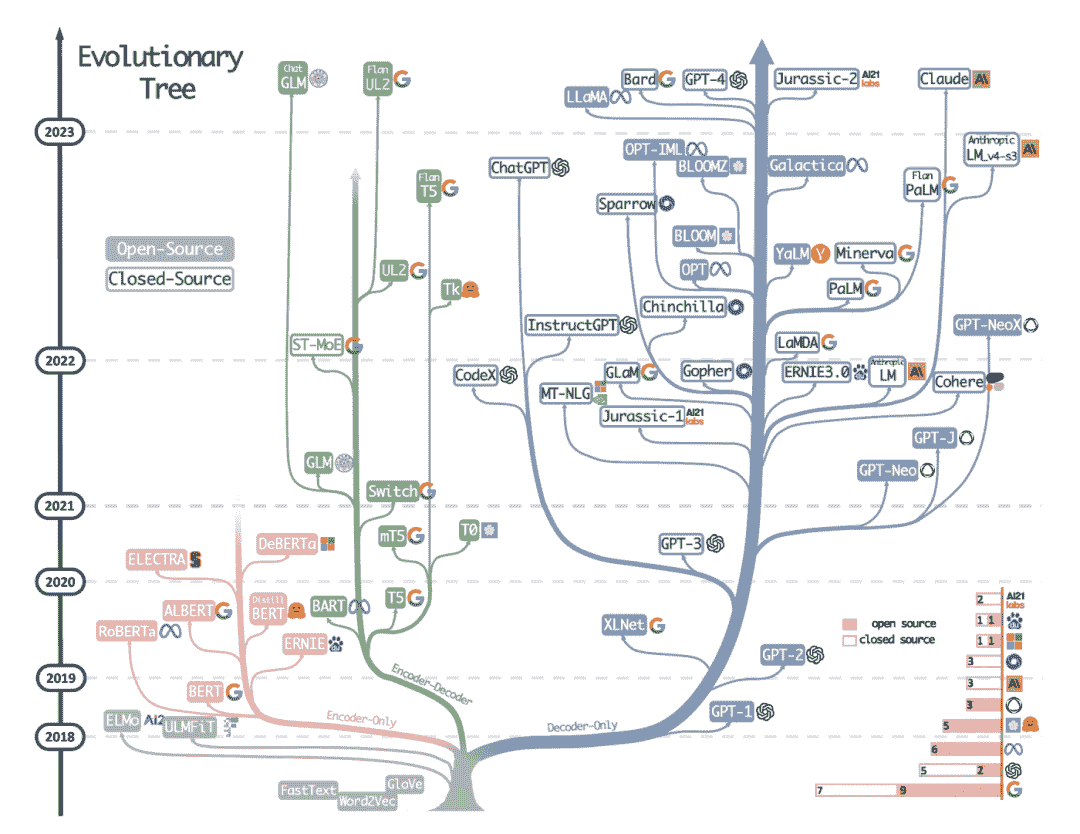 Evolutionary
Tree
2023
2022
2021
2020
2019
2018
Open-Source
Closed-Source
Chat
GLM
Flan
UL2
Flan
T5
UL2
Tk
ST-MoE
GLM
Switch
mT5
T0
BART
T5
Encoder-Decoder
DeBERTa
ELECTRA
ALBERT
Distill
BERT
RoBERTa
ERNIE
BERT
Encoder-Only
ELMo
AI2
ULMFiT
FastText
Word2Vec
GloVe
Bard
GPT-4
Jurassic-2
AI21
labs
Claude
LLaMA
Anthropic
LM_v4-s3
OPT-IML
BLOOMZ
Galactica
ChatGPT
Flan
PaLM
Sparrow
BLOOM
YaLM
Minerva
OPT
PaLM
Chinchilla
InstructGPT
GPT-NeoX
LaMDA
CodeX
GLaM
Gopher
ERNIE3.0
Anthropic
LM
Cohere
MT-NLG
Jurassic-1
AI21
labs
GPT-J
GPT-Neo
GPT-3
XLNet
GPT-2
GPT-1
Decoder-Only
open source
closed source
2
AI21
labs
1 1
1 1
3
3
3
5
6
5 2
7 9